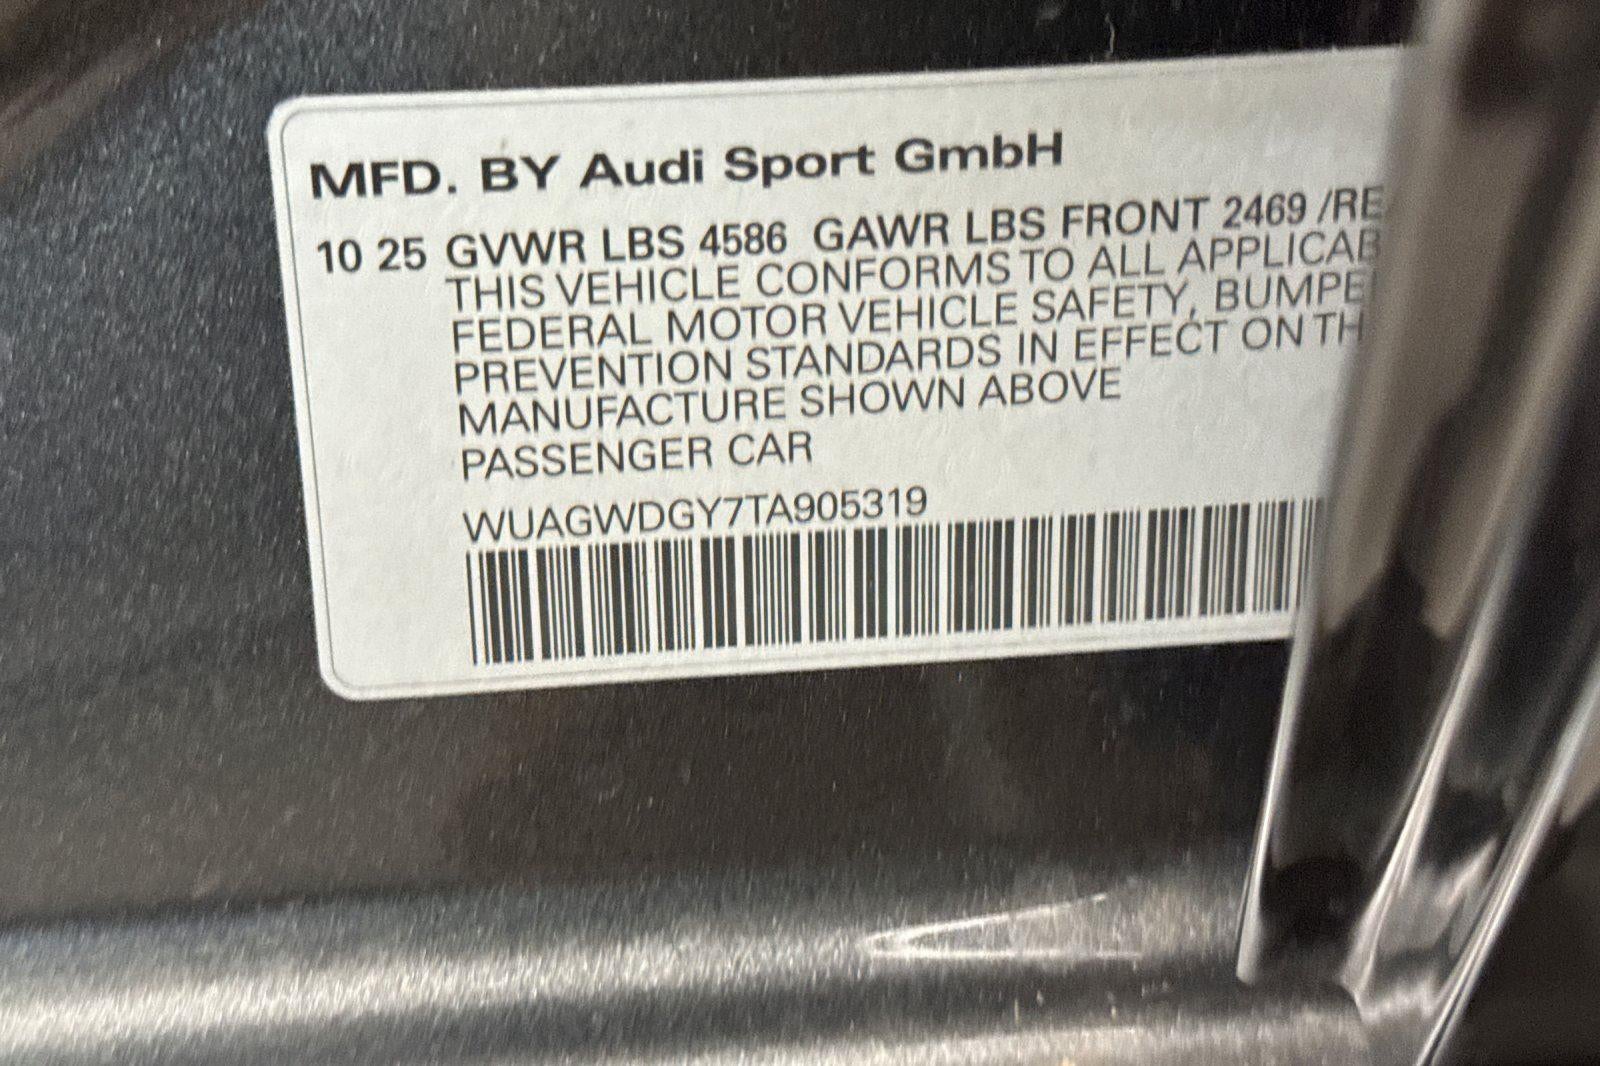 MFD. BY Audi Sport GmbH
10 25 GVWR LBS 4586 GAWR LBS FRONT 2469 /RE
THIS VEHICLE CONFORMS TO ALL APPLICAB
FEDERAL MOTOR VEHICLE SAFETY, BUMPE
PREVENTION STANDARDS IN EFFECT ON TH
MANUFACTURE SHOWN ABOVE
PASSENGER CAR
WUAGWDGY7TA905319